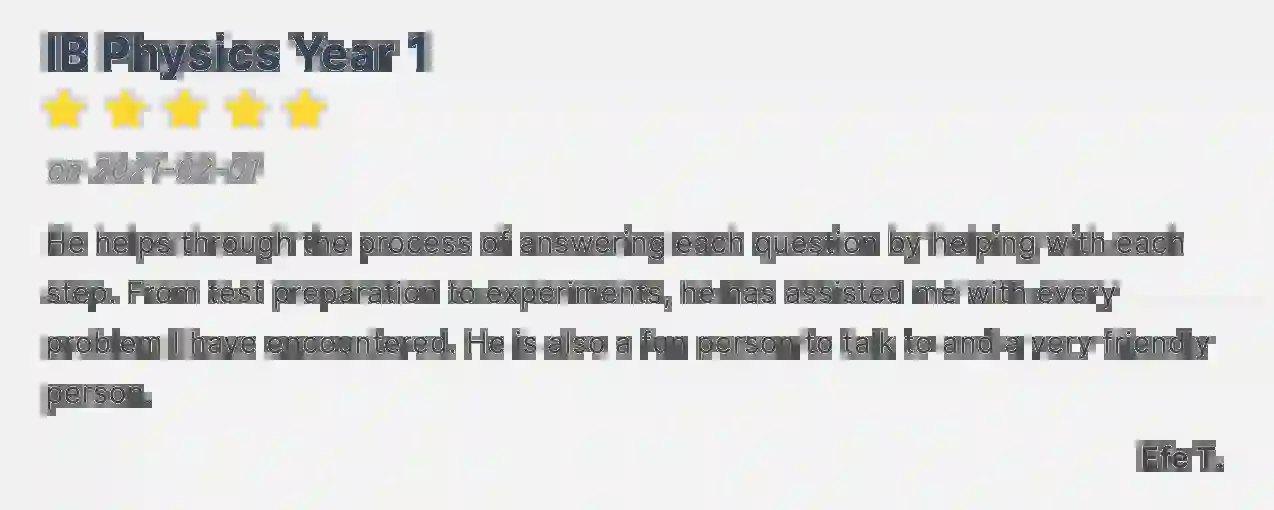 IB Physics Year 1
on 2021-02-01
He helps through the process of answering each question by helping with each
step. From test preparation to experiments, he has assisted me with every
problem I have encountered. He is also a fun person to talk to and a very friendly
person.
Efe T.